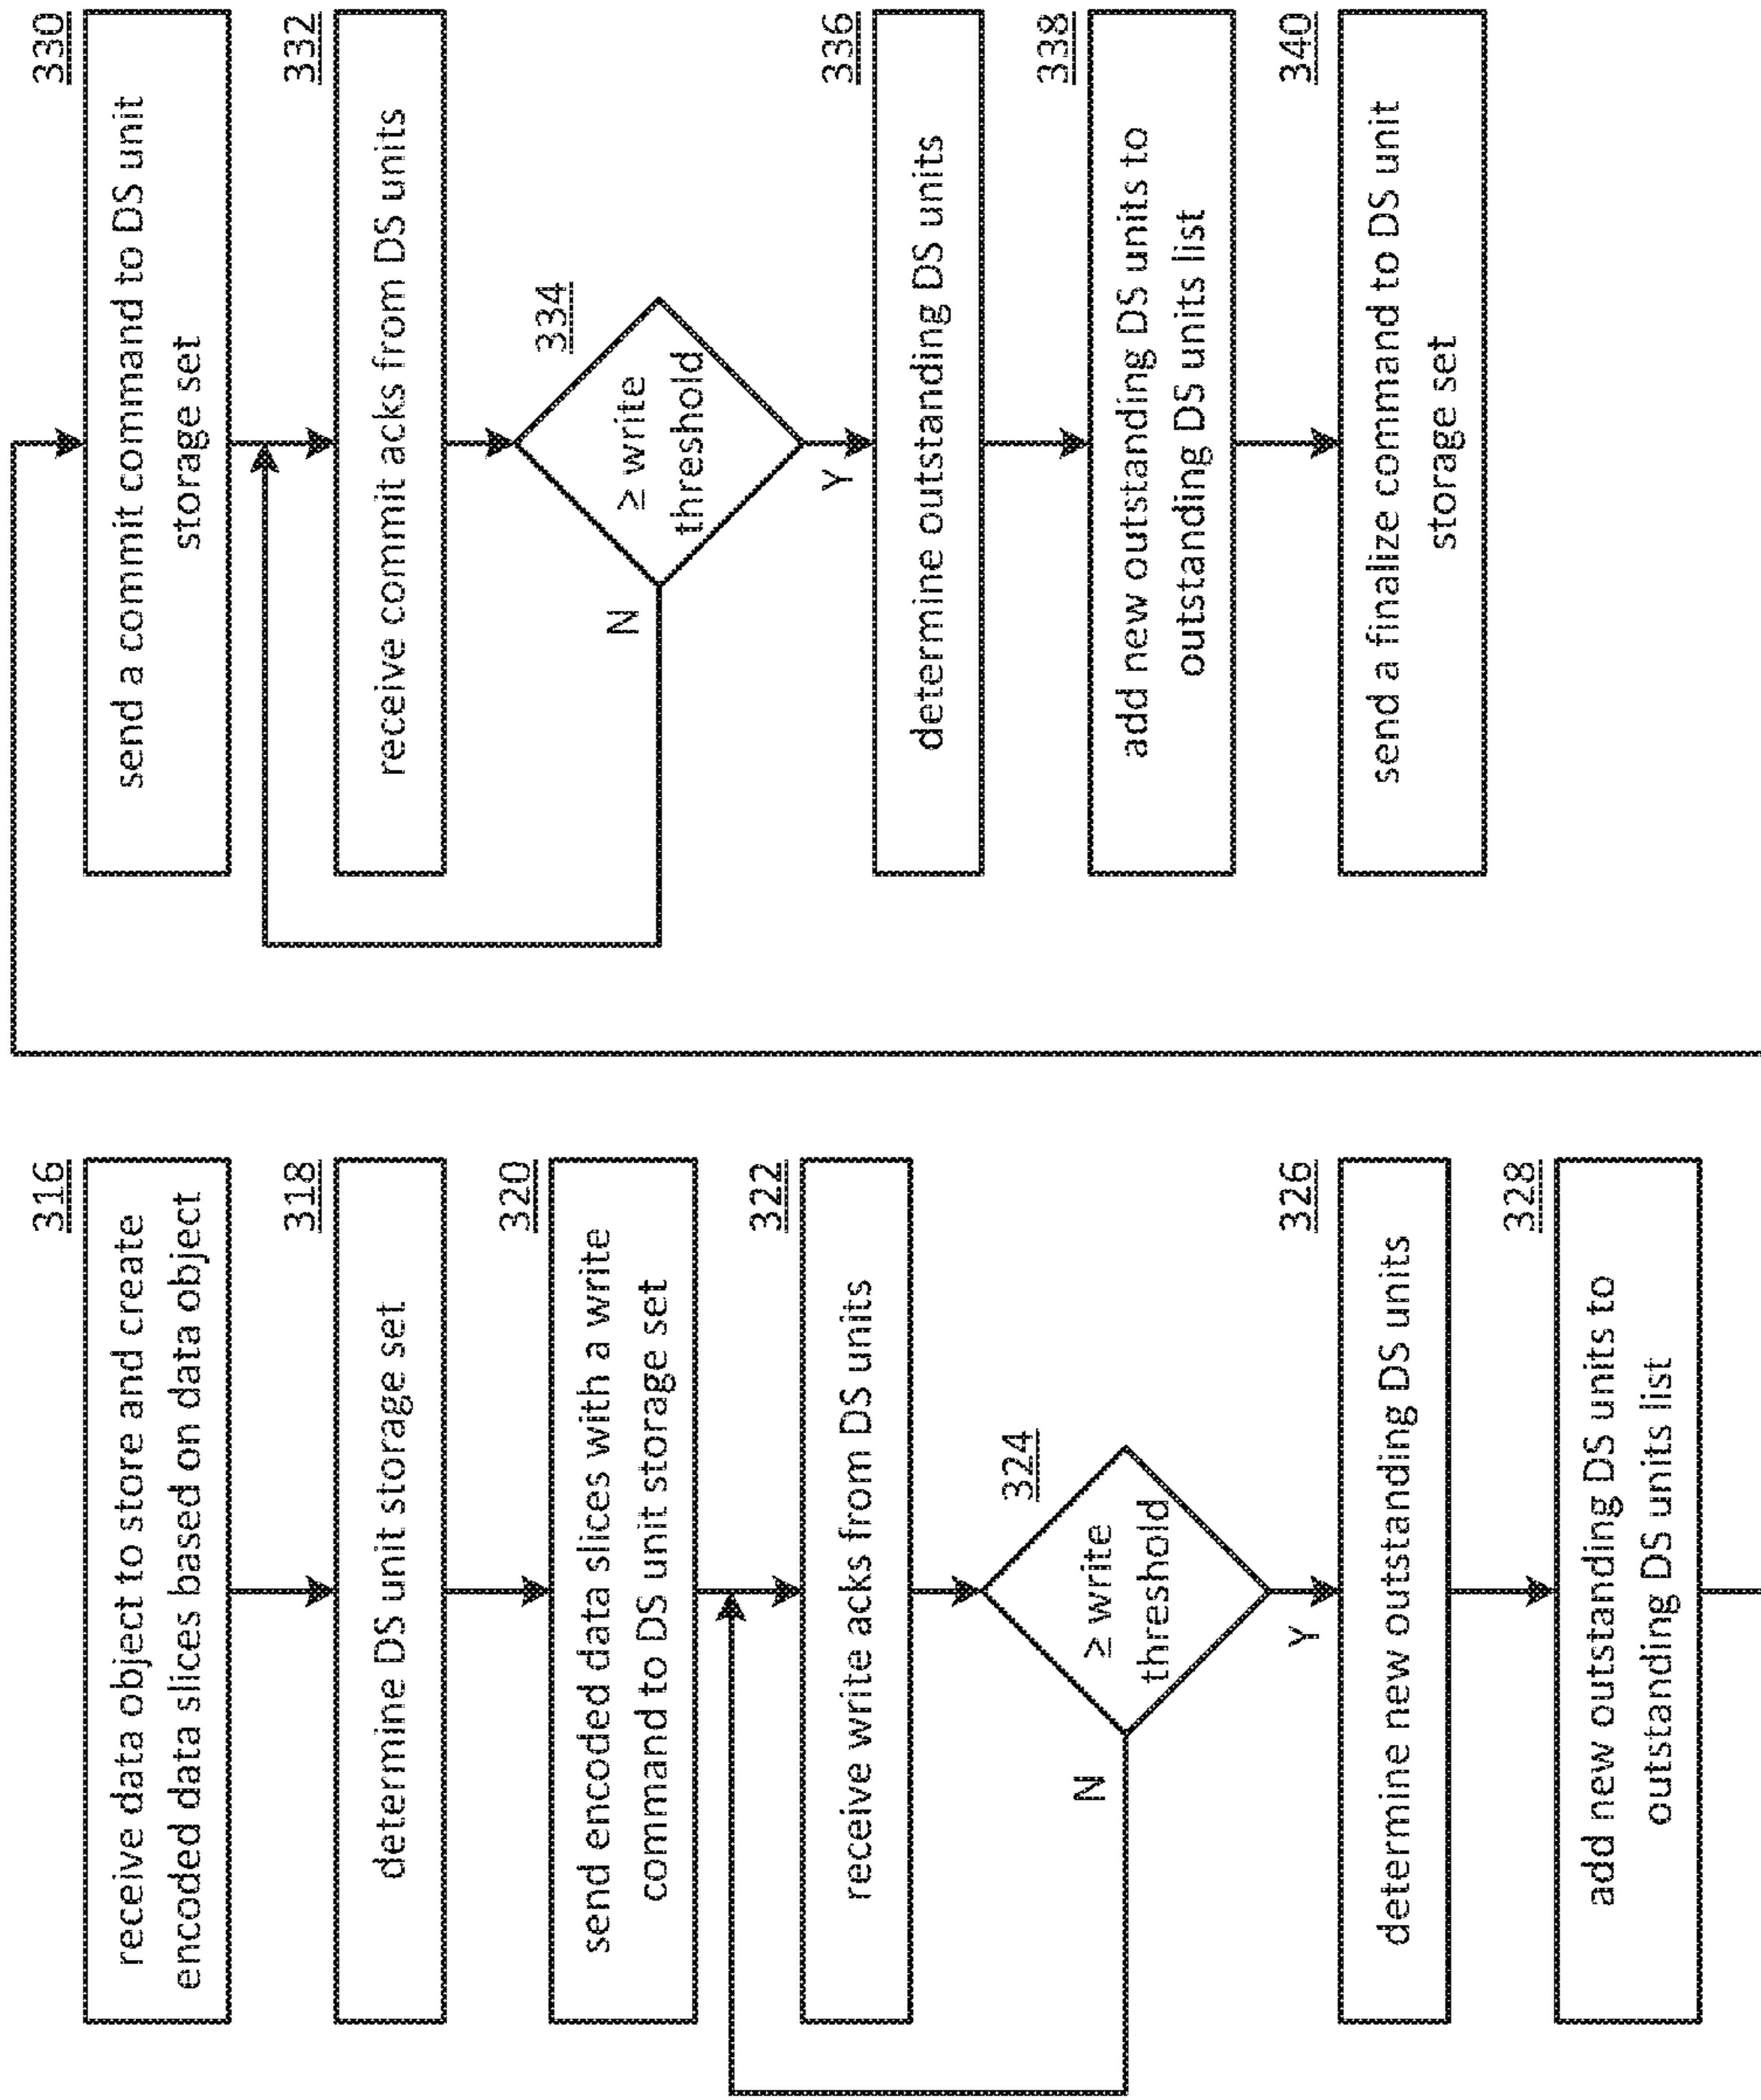 316
receive data object to store and create
encoded data slices based on data object
318
determine DS unit storage set
320
send encoded data slices with a write
command to DS unit storage set
322
receive write acks from DS units
324
≥ write
threshold
N
Y
326
determine new outstanding DS units
328
add new outstanding DS units to
outstanding DS units list
330
send a commit command to DS unit
storage set
332
receive commit acks from DS units
334
≥ write
threshold
N
Y
336
determine outstanding DS units
338
add new outstanding DS units to
outstanding DS units list
340
send a finalize command to DS unit
storage set